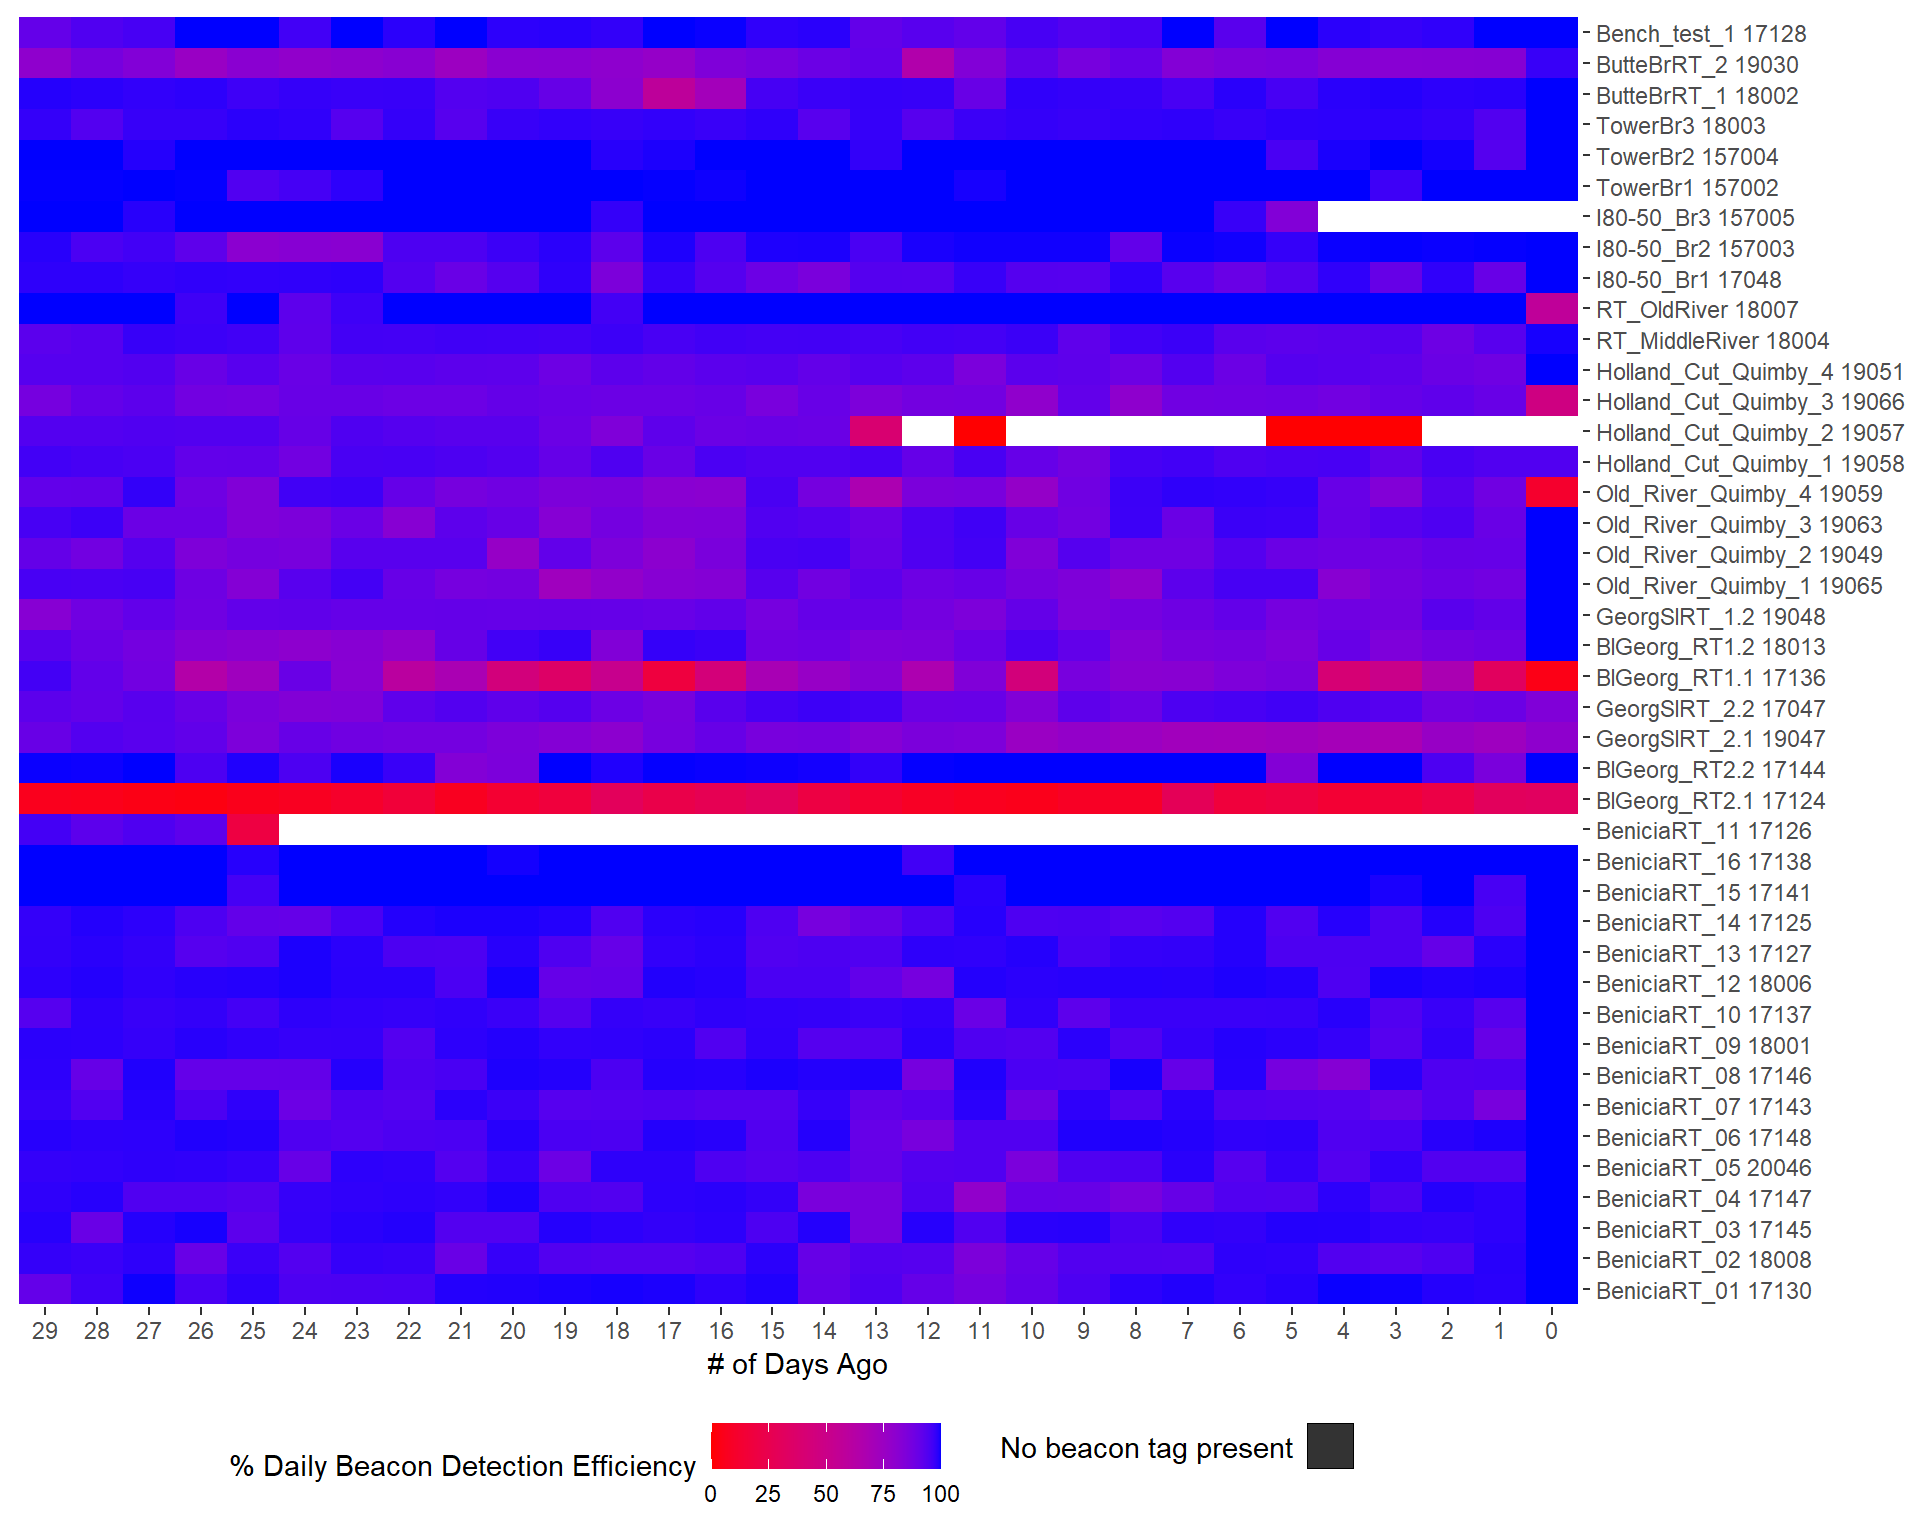 Bench_test_1 17128
ButteBrRT_2 19030
ButteBrRT_1 18002
TowerBr3 18003
TowerBr2 157004
TowerBr1 157002
I80-50_Br3 157005
I80-50_Br2 157003
I80-50_Br1 17048
RT_OldRiver 18007
RT_MiddleRiver 18004
Holland_Cut_Quimby_4 19051
Holland_Cut_Quimby_3 19066
Holland_Cut_Quimby_2 19057
Holland_Cut_Quimby_1 19058
Old_River_Quimby_4 19059
Old_River_Quimby_3 19063
Old_River_Quimby_2 19049
Old_River_Quimby_1 19065
GeorgSlRT_1.2 19048
BlGeorg_RT1.2 18013
BlGeorg_RT1.1 17136
GeorgSlRT_2.2 17047
GeorgSlRT_2.1 19047
BlGeorg_RT2.2 17144
BlGeorg_RT2.1 17124
BeniciaRT_11 17126
BeniciaRT_16 17138
BeniciaRT_15 17141
BeniciaRT_14 17125
BeniciaRT_13 17127
BeniciaRT_12 18006
BeniciaRT_10 17137
BeniciaRT_09 18001
BeniciaRT_08 17146
BeniciaRT_07 17143
BeniciaRT_06 17148
BeniciaRT_05 20046
BeniciaRT_04 17147
BeniciaRT_03 17145
BeniciaRT_02 18008
BeniciaRT_01 17130
29 28 27 26 25 24 23 22 21 20 19 18 17 16 15 14 13 12 11 10 9 8 7 6 5 4 3 2 1 0
# of Days Ago
% Daily Beacon Detection Efficiency
0 25 50 75 100
No beacon tag present